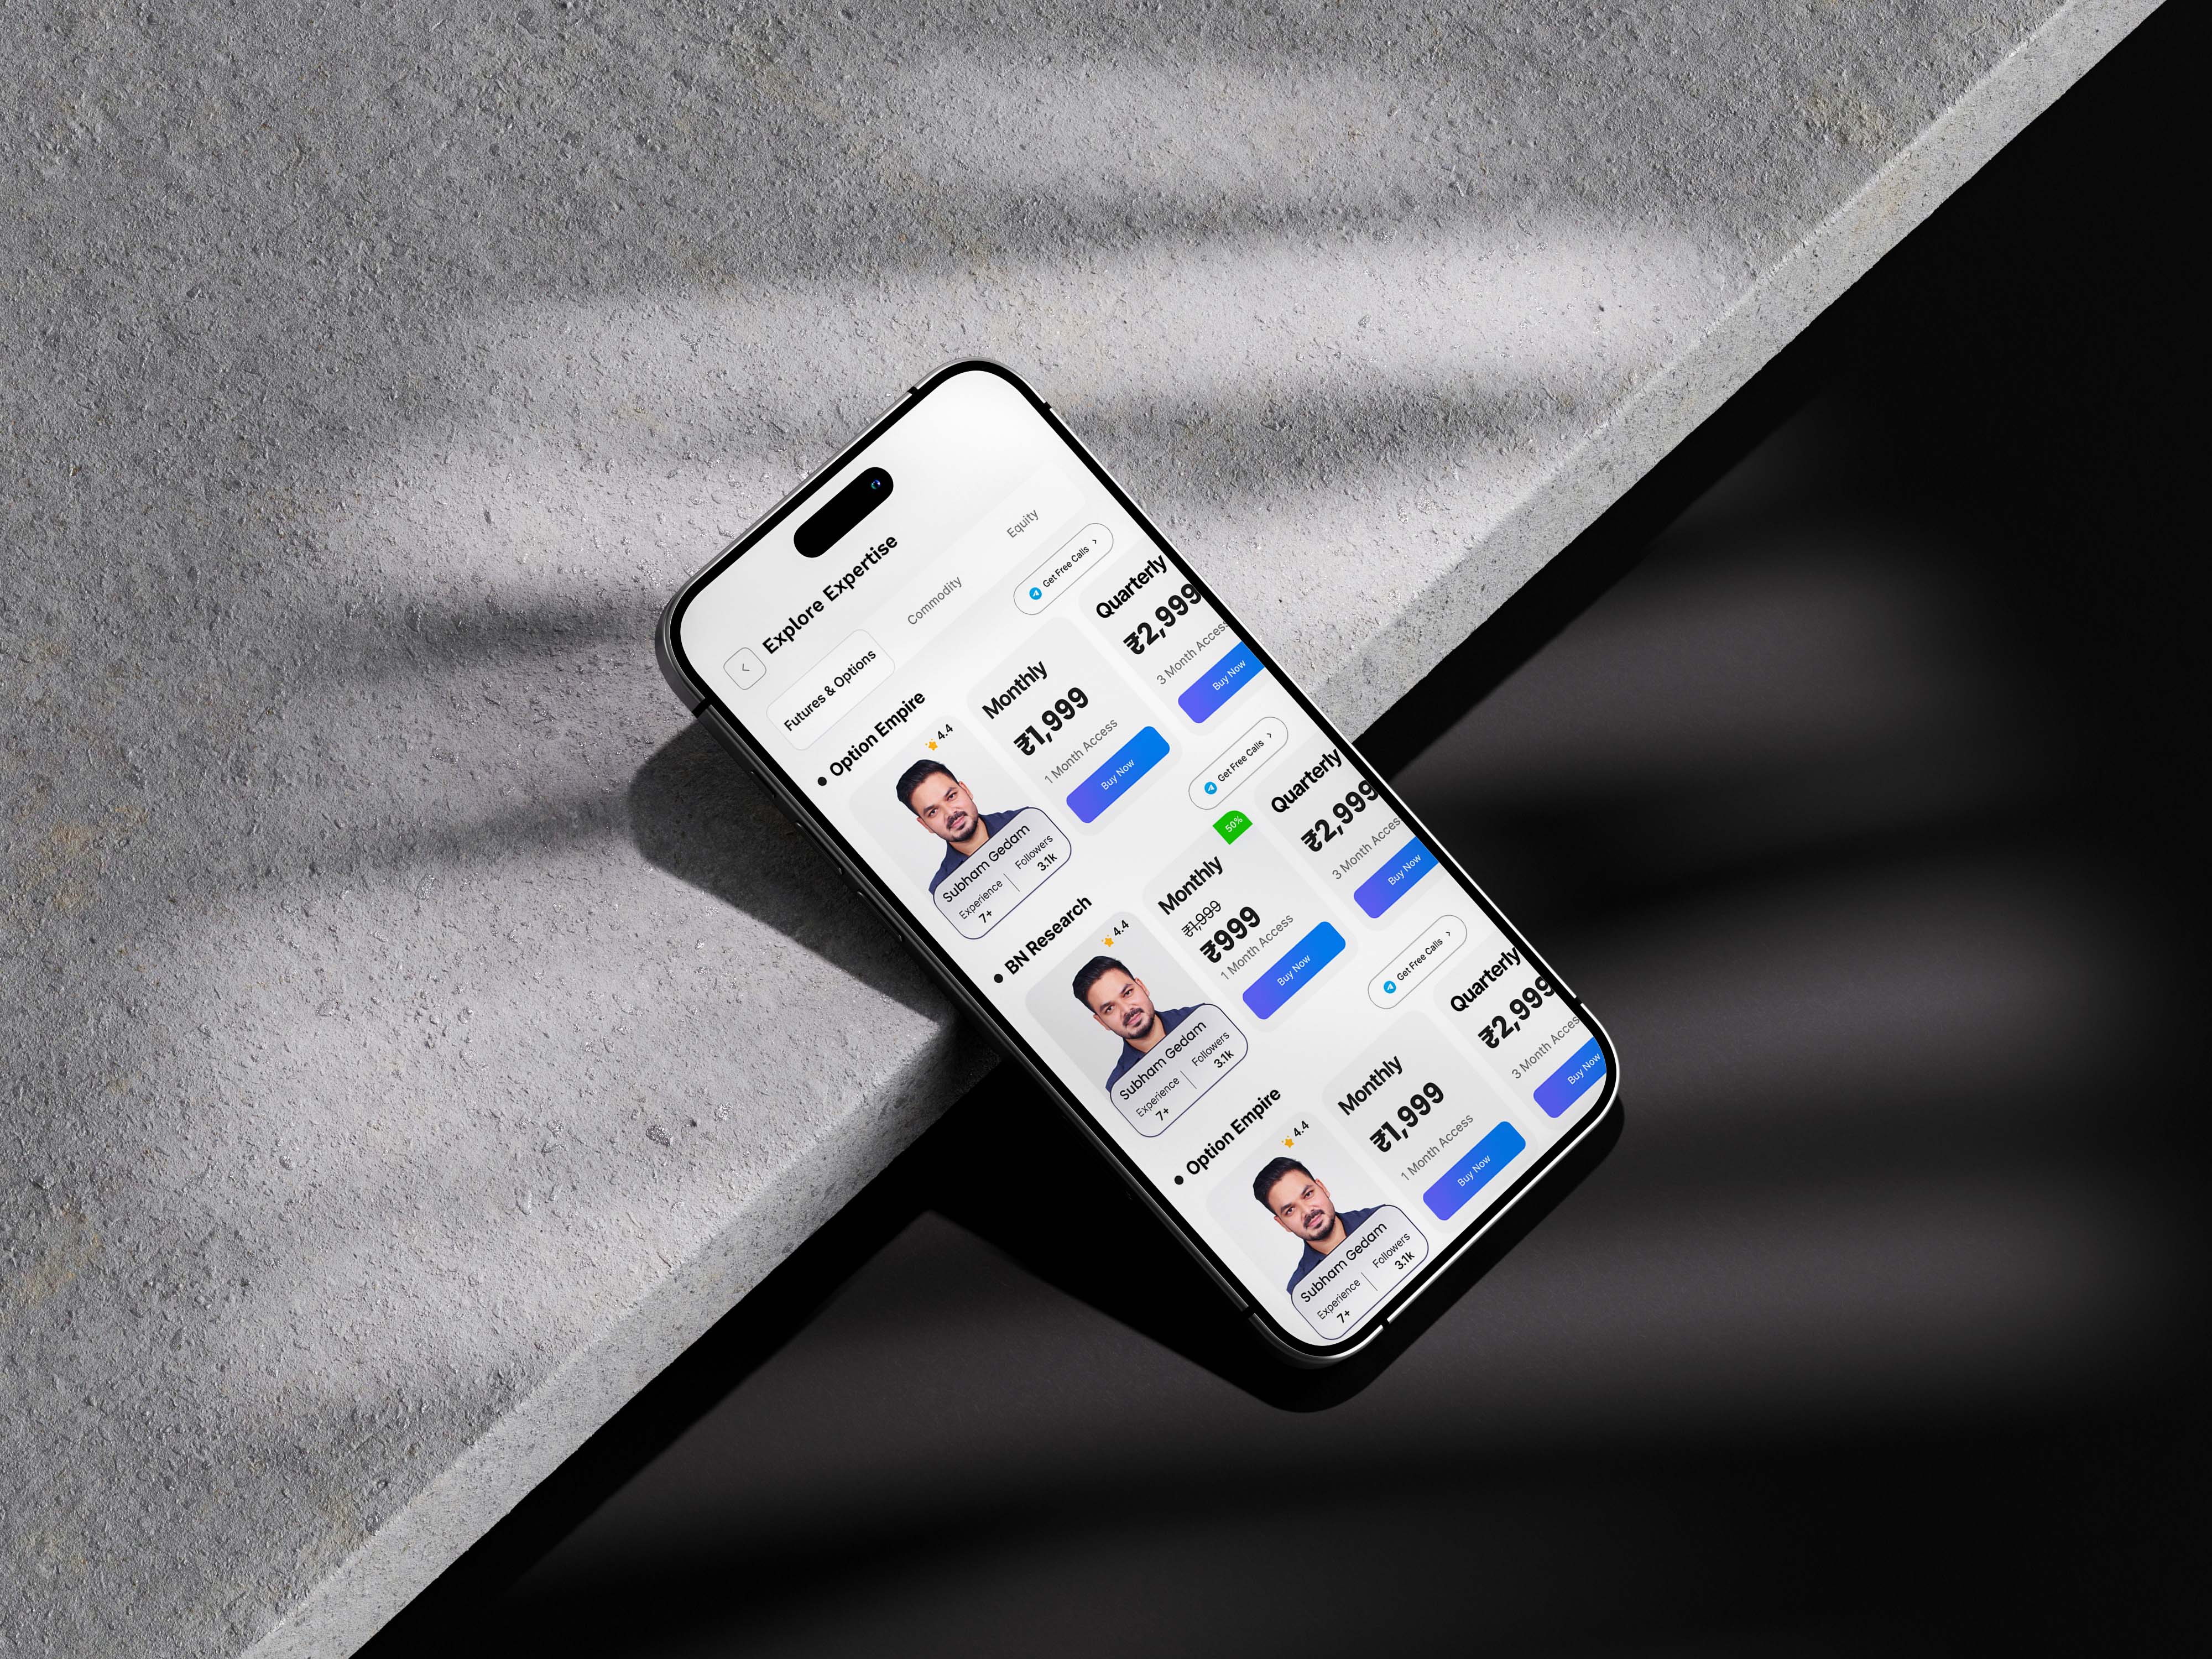 Explore Expertise
Futures & Options
Commodity
Equity
Option Empire
Get Free Calls
4.4
Subham Gedam
Experience
7+
Followers
3.1k
Monthly
₹1,999
1 Month Access
Buy Now
Quarterly
₹2,999
3 Month Access
Buy Now
BN Research
Get Free Calls
4.4
Subham Gedam
Experience
7+
Followers
3.1k
50%
Monthly
₹1,999
₹999
1 Month Access
Buy Now
Quarterly
₹2,999
3 Month Access
Buy Now
Option Empire
Get Free Calls
4.4
Subham Gedam
Experience
7+
Followers
3.1k
Monthly
₹1,999
1 Month Access
Buy Now
Quarterly
₹2,999
3 Month Access
Buy Now